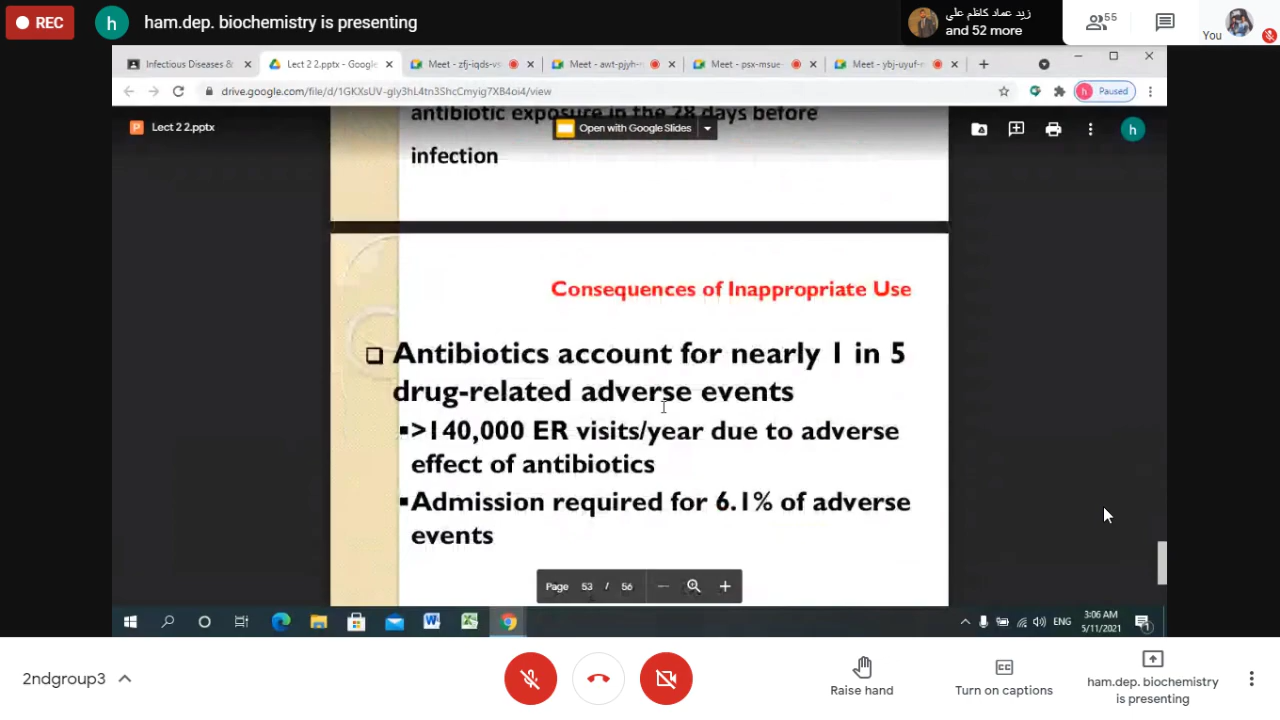 REC
h
ham.dep. biochemistry is presenting
زيد عماد كاظم علي
and 52 more
55
You
Infectious Diseases &
Lect 2 2.pptx - Google
Meet - zfj-iqds-vs
Meet - awt-pjyh-
Meet - psx-msue
Meet - ybj-uyuf-
drive.google.com/file/d/1GKXsUV-gly3hL4tn3ShcCmyig7XB4oi4/view
h
Paused
P
Lect 2 2.pptx
h
antibiotic exposure in the 28 days before
Open with Google Slides
infection
Consequences of Inappropriate Use
Antibiotics account for nearly 1 in 5
drug-related adverse events
>140,000 ER visits/year due to adverse
effect of antibiotics
Admission required for 6.1% of adverse
events
Page 53 / 56
ENG
3:06 AM
5/11/2021
1
2ndgroup3
Raise hand
Turn on captions
ham.dep. biochemistry
is presenting